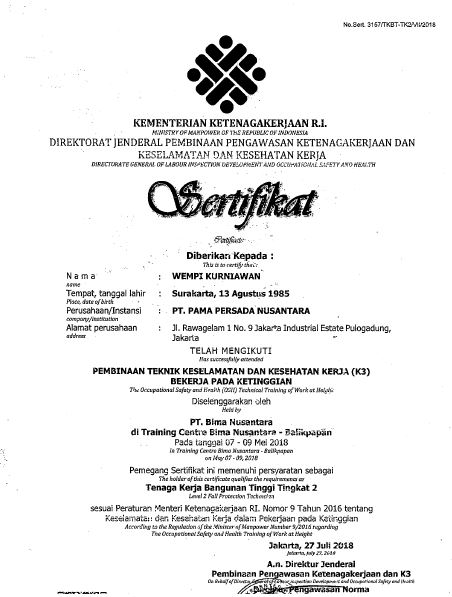 No.Sert. 3157/TKBT-TK2/VII/2018
KEMENTERIAN KETENAGAKERJAAN R.I.
MINISTRY OF MANPOWER OF THE REPUBLIC OF INDONESIA
DIREKTORAT JENDERAL PEMBINAAN PENGAWASAN KETENAGAKERJAAN DAN
KESELAMATAN DAN KESEHATAN KERJA
DIRECTORATE GENERAL OF LABOUR INSPECTION DEVELOPMENT AND OCCUPATIONAL SAFETY AND HEALTH
Sertifikat
Certificate
Diberikan Kepada :
This is to certify that :
Nama : WEMPI KURNIAWAN
name
Tempat, tanggal lahir : Surakarta, 13 Agustus 1985
Place, date of birth
Perusahaan/Instansi : PT. PAMA PERSADA NUSANTARA
company/institution
Alamat perusahaan : Jl. Rawagelam 1 No. 9 Jakarta Industrial Estate Pulogadung,
address
Jakarta
TELAH MENGIKUTI
Has successfully attended
PEMBINAAN TEKNIK KESELAMATAN DAN KESEHATAN KERJA (K3)
BEKERJA PADA KETINGGIAN
The Occupational Safety and Health (OSH) Technical Training of Work at Height
Diselenggarakan oleh
Held by
PT. Bima Nusantara
di Training Centre Bima Nusantara - Balikpapan
Pada tanggal 07 - 09 Mei 2018
in Training Centre Bima Nusantara - Balikpapan
on May 07 - 09, 2018
Pemegang Sertifikat ini memenuhi persyaratan sebagai
The holder of this certificate qualifies the requirements as
Tenaga Kerja Bangunan Tinggi Tingkat 2
Level 2 Fall Protection Technician
sesuai Peraturan Menteri Ketenagakerjaan RI. Nomor 9 Tahun 2016 tentang
Keselamatan dan Kesehatan Kerja dalam Pekerjaan pada Ketinggian
According to the Regulation of the Minister of Manpower Number 9/2016 regarding
The Occupational Safety and Health Training of Work at Height
Jakarta, 27 Juli 2018
Jakarta, July 27, 2018
A.n. Direktur Jenderal
Pembinaan Pengawasan Ketenagakerjaan dan K3
On Behalf of Director General of Labour Inspection Development and Occupational Safety and Health
Pengawasan Norma